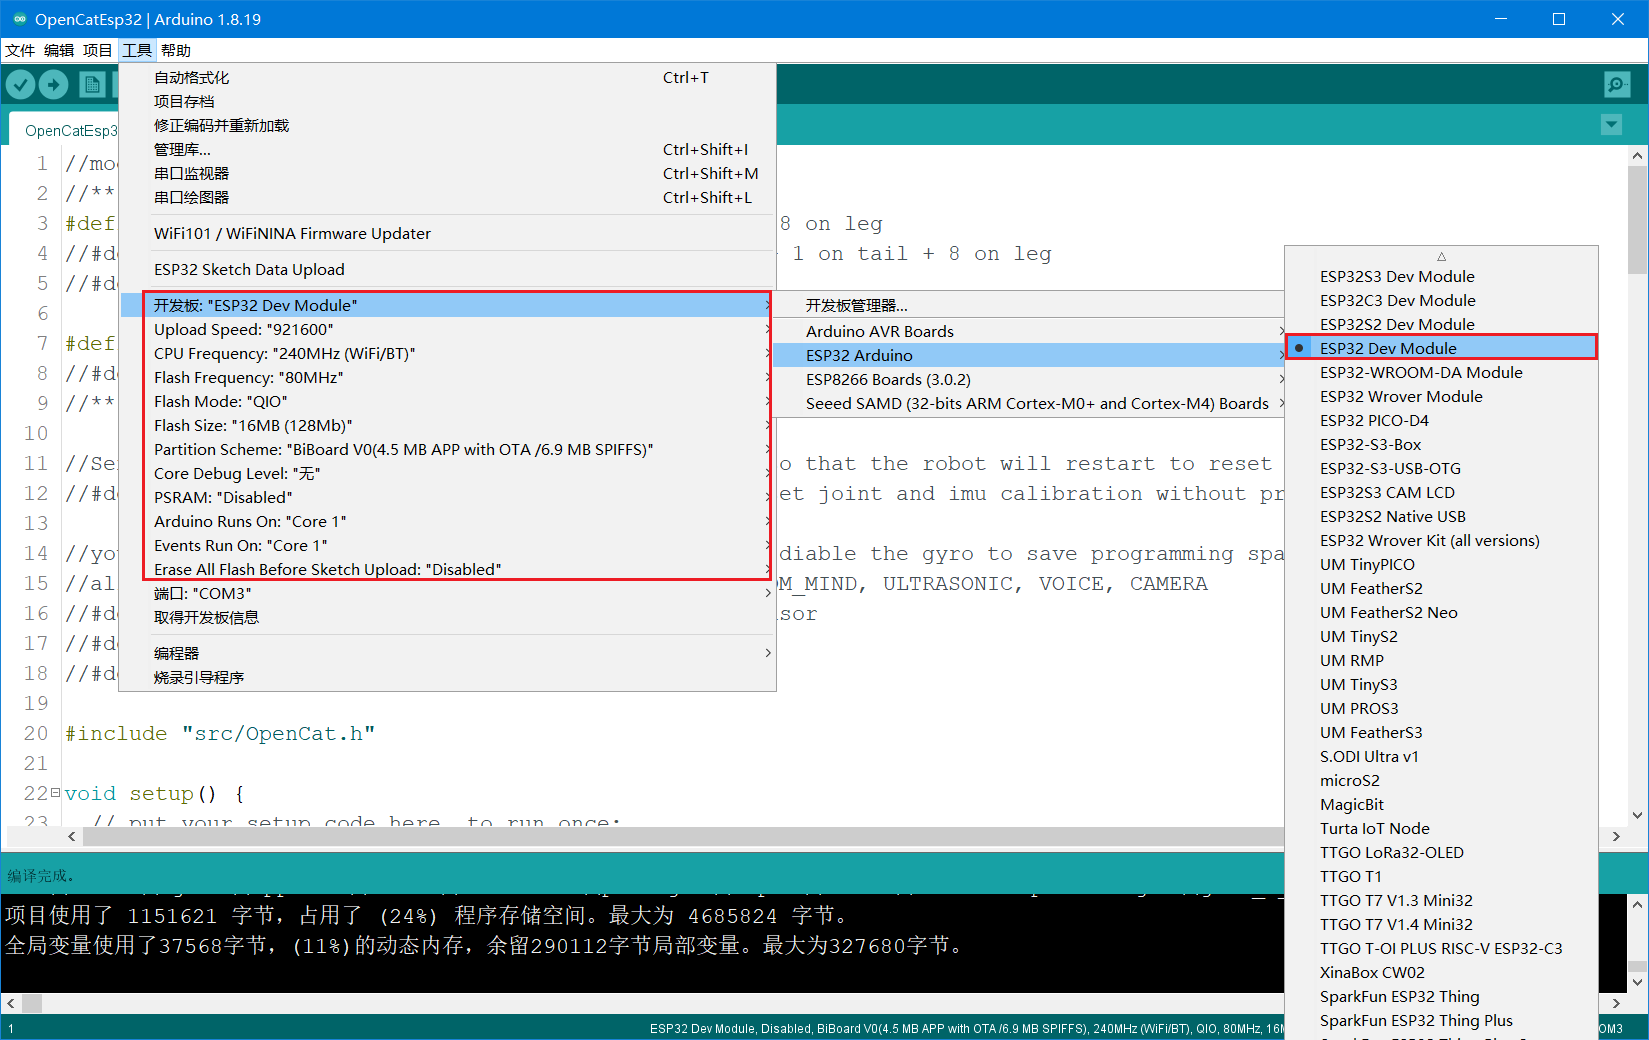 OpenCatEsp32 | Arduino 1.8.19
文件 编辑 项目 工具 帮助
自动格式化 Ctrl+T
项目存档
修正编码并重新加载
管理库... Ctrl+Shift+I
串口监视器 Ctrl+Shift+M
串口绘图器 Ctrl+Shift+L
WiFi101 / WiFiNINA Firmware Updater
ESP32 Sketch Data Upload
开发板: "ESP32 Dev Module"
Upload Speed: "921600"
CPU Frequency: "240MHz (WiFi/BT)"
Flash Frequency: "80MHz"
Flash Mode: "QIO"
Flash Size: "16MB (128Mb)"
Partition Scheme: "BiBoard V0(4.5 MB APP with OTA /6.9 MB SPIFFS)"
Core Debug Level: "无"
PSRAM: "Disabled"
Arduino Runs On: "Core 1"
Events Run On: "Core 1"
Erase All Flash Before Sketch Upload: "Disabled"
端口: "COM3"
取得开发板信息
编程器
烧录引导程序
开发板管理器...
Arduino AVR Boards
ESP32 Arduino
ESP8266 Boards (3.0.2)
Seeed SAMD (32-bits ARM Cortex-M0+ and Cortex-M4) Boards
ESP32S3 Dev Module
ESP32C3 Dev Module
ESP32S2 Dev Module
ESP32 Dev Module
ESP32-WROOM-DA Module
ESP32 Wrover Module
ESP32 PICO-D4
ESP32-S3-Box
ESP32-S3-USB-OTG
ESP32S3 CAM LCD
ESP32S2 Native USB
ESP32 Wrover Kit (all versions)
UM TinyPICO
UM FeatherS2
UM FeatherS2 Neo
UM TinyS2
UM RMP
UM TinyS3
UM PROS3
UM FeatherS3
S.ODI Ultra v1
microS2
MagicBit
Turta IoT Node
TTGO LoRa32-OLED
TTGO T1
TTGO T7 V1.3 Mini32
TTGO T7 V1.4 Mini32
TTGO T-OI PLUS RISC-V ESP32-C3
XinaBox CW02
SparkFun ESP32 Thing
SparkFun ESP32 Thing Plus
OpenCatEsp3
1 //mo
2 //**
3 #def 8 on leg
4 //#d 1 on tail + 8 on leg
5 //#d
6
7 #def
8 //#d
9 //**
10
11 //Se o that the robot will restart to reset
12 //#d et joint and imu calibration without pr
13
14 //yo diable the gyro to save programming spa
15 //al OM_MIND, ULTRASONIC, VOICE, CAMERA
16 //#d sor
17 //#d
18 //#d
19
20 #include "src/OpenCat.h"
21
22 void setup() {
23 // put your setup code here, to run once:
编译完成。
项目使用了 1151621 字节，占用了 (24%) 程序存储空间。最大为 4685824 字节。
全局变量使用了37568字节，(11%)的动态内存，余留290112字节局部变量。最大为327680字节。
1 ESP32 Dev Module, Disabled, BiBoard V0(4.5 MB APP with OTA /6.9 MB SPIFFS), 240MHz (WiFi/BT), QIO, 80MHz, 16M OM3